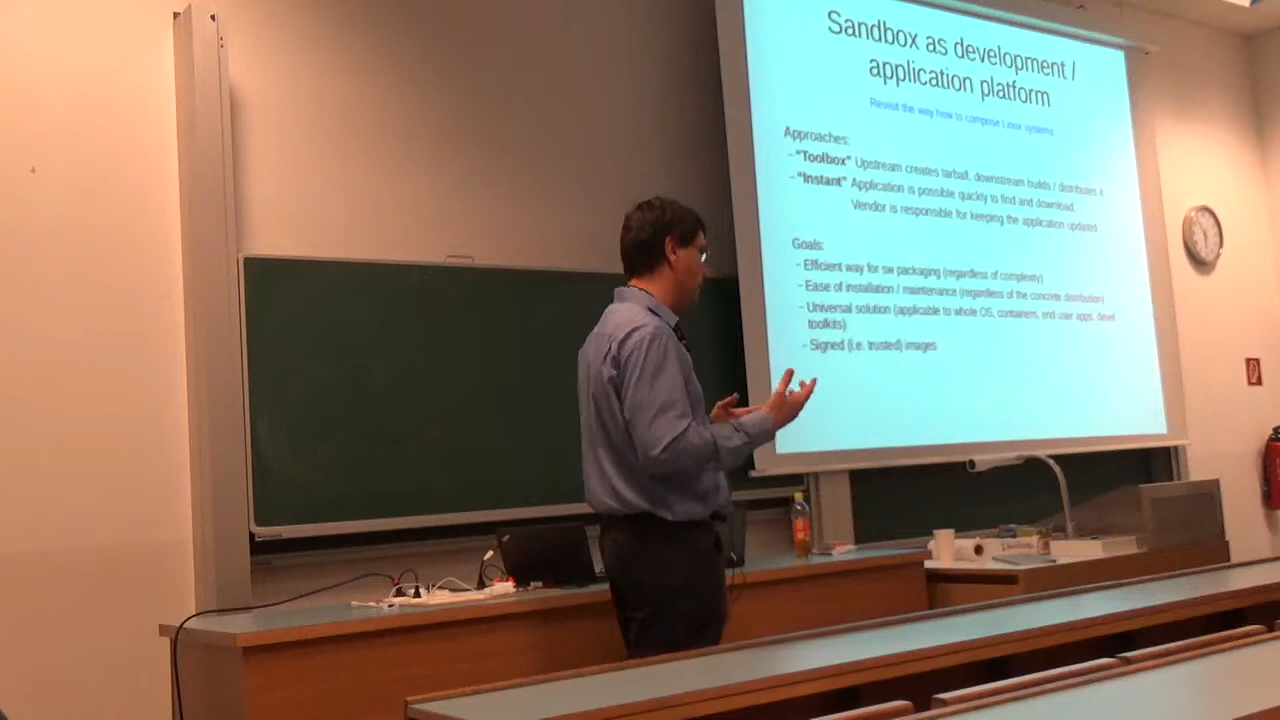 Sandbox as development /
application platform
Revisit the way how to compose Linux systems
Approaches:
- "Toolbox" Upstream creates tarball, downstream builds / distributes it
- "Instant" Application is possible quickly to find and download.
Vendor is responsible for keeping the application updated
Goals:
- Efficient way for sw packaging (regardless of complexity)
- Ease of installation / maintenance (regardless of the concrete distribution)
- Universal solution (applicable to whole OS, containers, end user apps, devel
toolkits)
- Signed (i.e. trusted) images